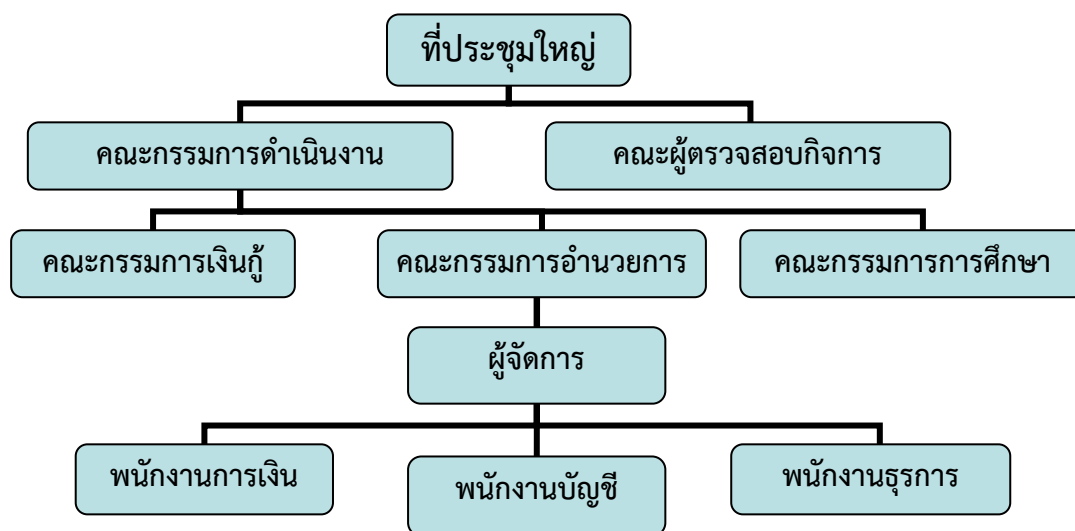 ที่ประชุมใหญ่
คณะกรรมการดำเนินงาน
คณะผู้ตรวจสอบกิจการ
คณะกรรมการเงินกู้
คณะกรรมการอำนวยการ
คณะกรรมการการศึกษา
ผู้จัดการ
พนักงานการเงิน
พนักงานบัญชี
พนักงานธุรการ